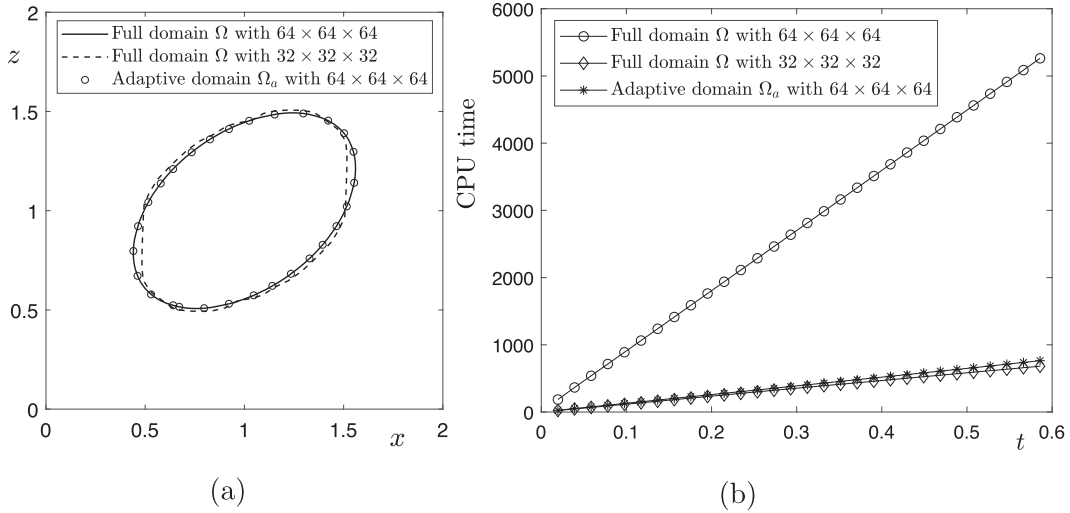 2
1.5
1
0.5
0
z
Full domain Ω with 64 × 64 × 64
Full domain Ω with 32 × 32 × 32
Adaptive domain Ωₐ with 64 × 64 × 64
0
0.5
1
1.5
2
x
(a)
6000
5000
4000
3000
2000
1000
0
CPU time
Full domain Ω with 64 × 64 × 64
Full domain Ω with 32 × 32 × 32
Adaptive domain Ωₐ with 64 × 64 × 64
0
0.1
0.2
0.3
0.4
0.5
0.6
t
(b)